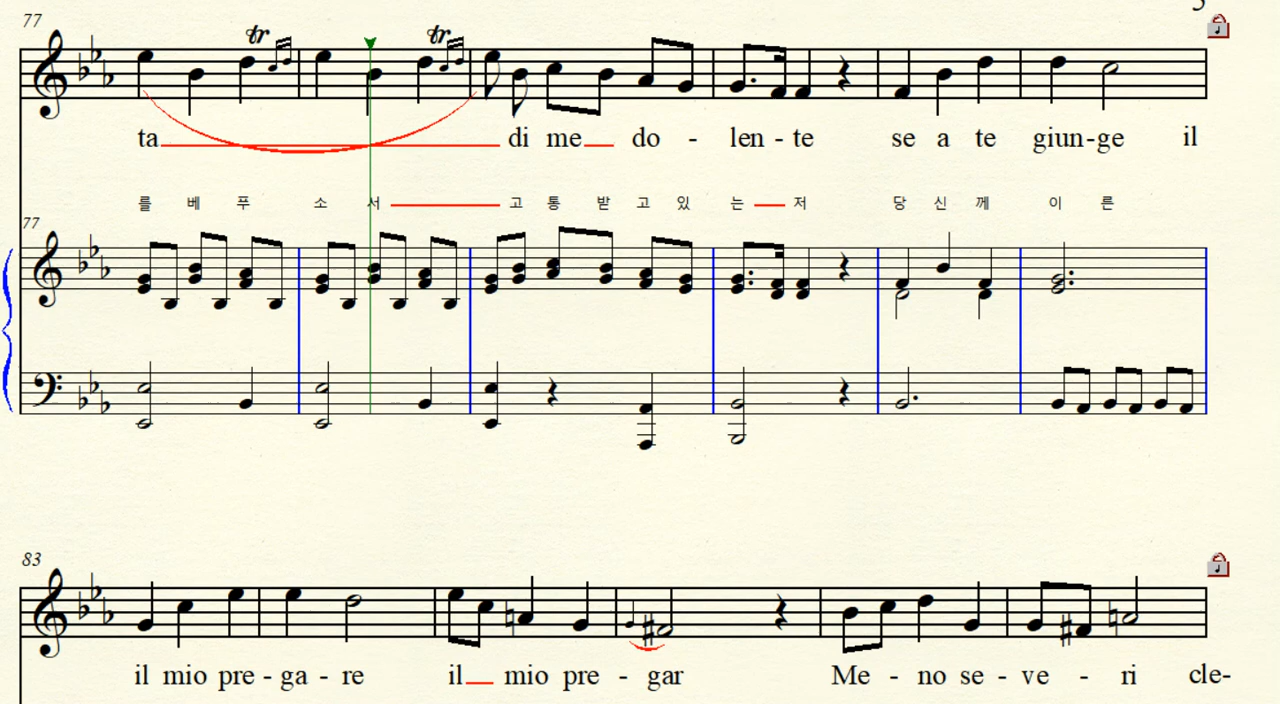 77
tr tr
ta di me do - len - te se a te giun-ge il
를 베 푸 소 서 고 통 받 고 있 는 저 당 신 께 이 른
77
83
il mio pre - ga - re il mio pre - gar Me - no se - ve - ri cle-